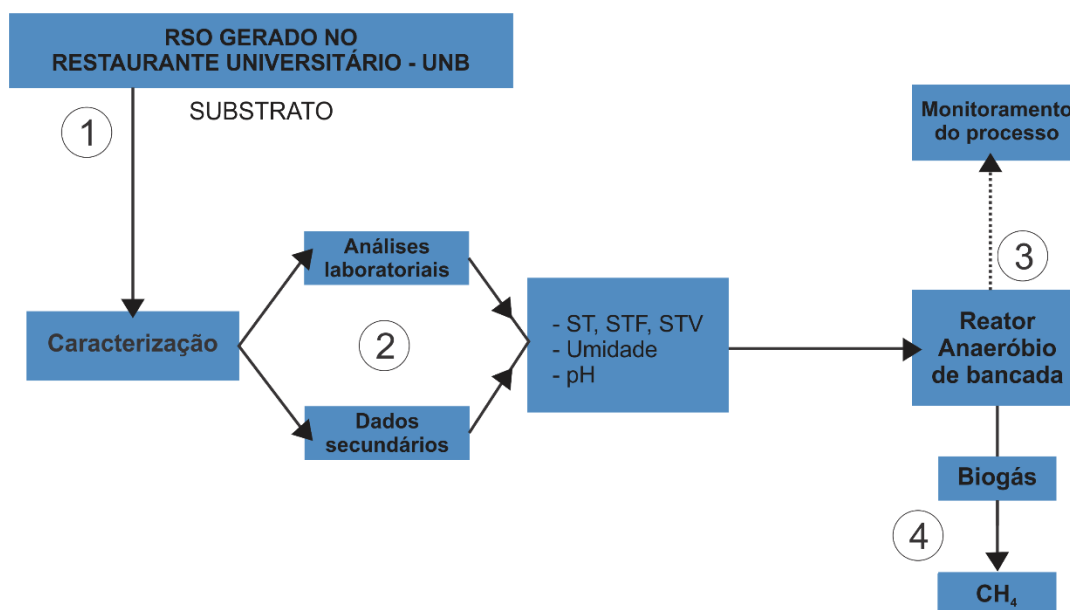 RSO GERADO NO
RESTAURANTE UNIVERSITÁRIO - UNB
SUBSTRATO
1
Caracterização
Análises
laboratoriais
2
Dados
secundários
- ST, STF, STV
- Umidade
- pH
Monitoramento
do processo
3
Reator
Anaeróbio
de bancada
Biogás
4
CH₄